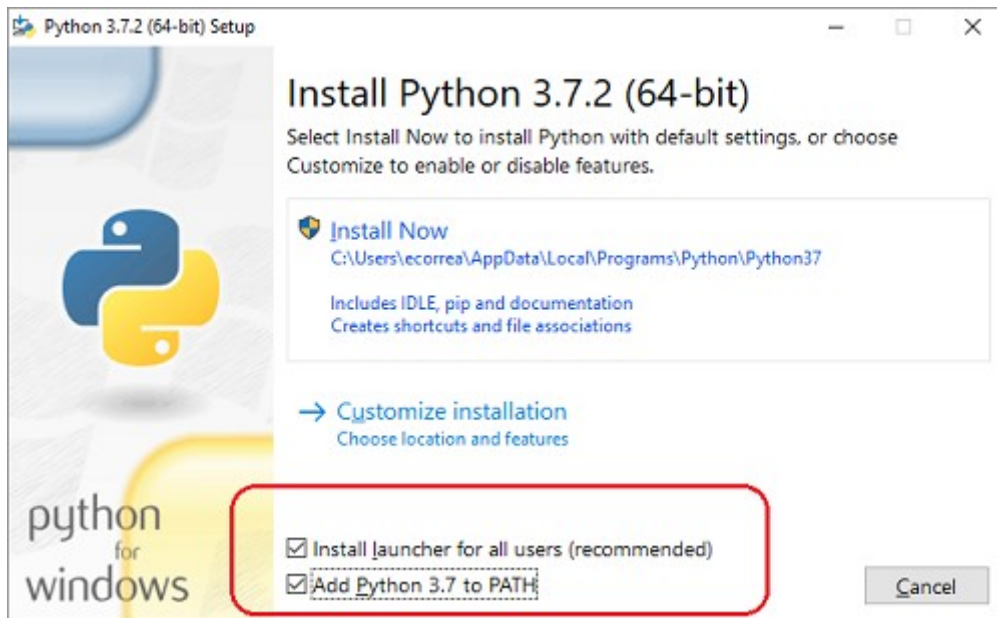 Python 3.7.2 (64-bit) Setup
Install Python 3.7.2 (64-bit)
Select Install Now to install Python with default settings, or choose
Customize to enable or disable features.
Install Now
C:\Users\ecorrea\AppData\Local\Programs\Python\Python37
Includes IDLE, pip and documentation
Creates shortcuts and file associations
Customize installation
Choose location and features
python
for
windows
Install launcher for all users (recommended)
Add Python 3.7 to PATH
Cancel